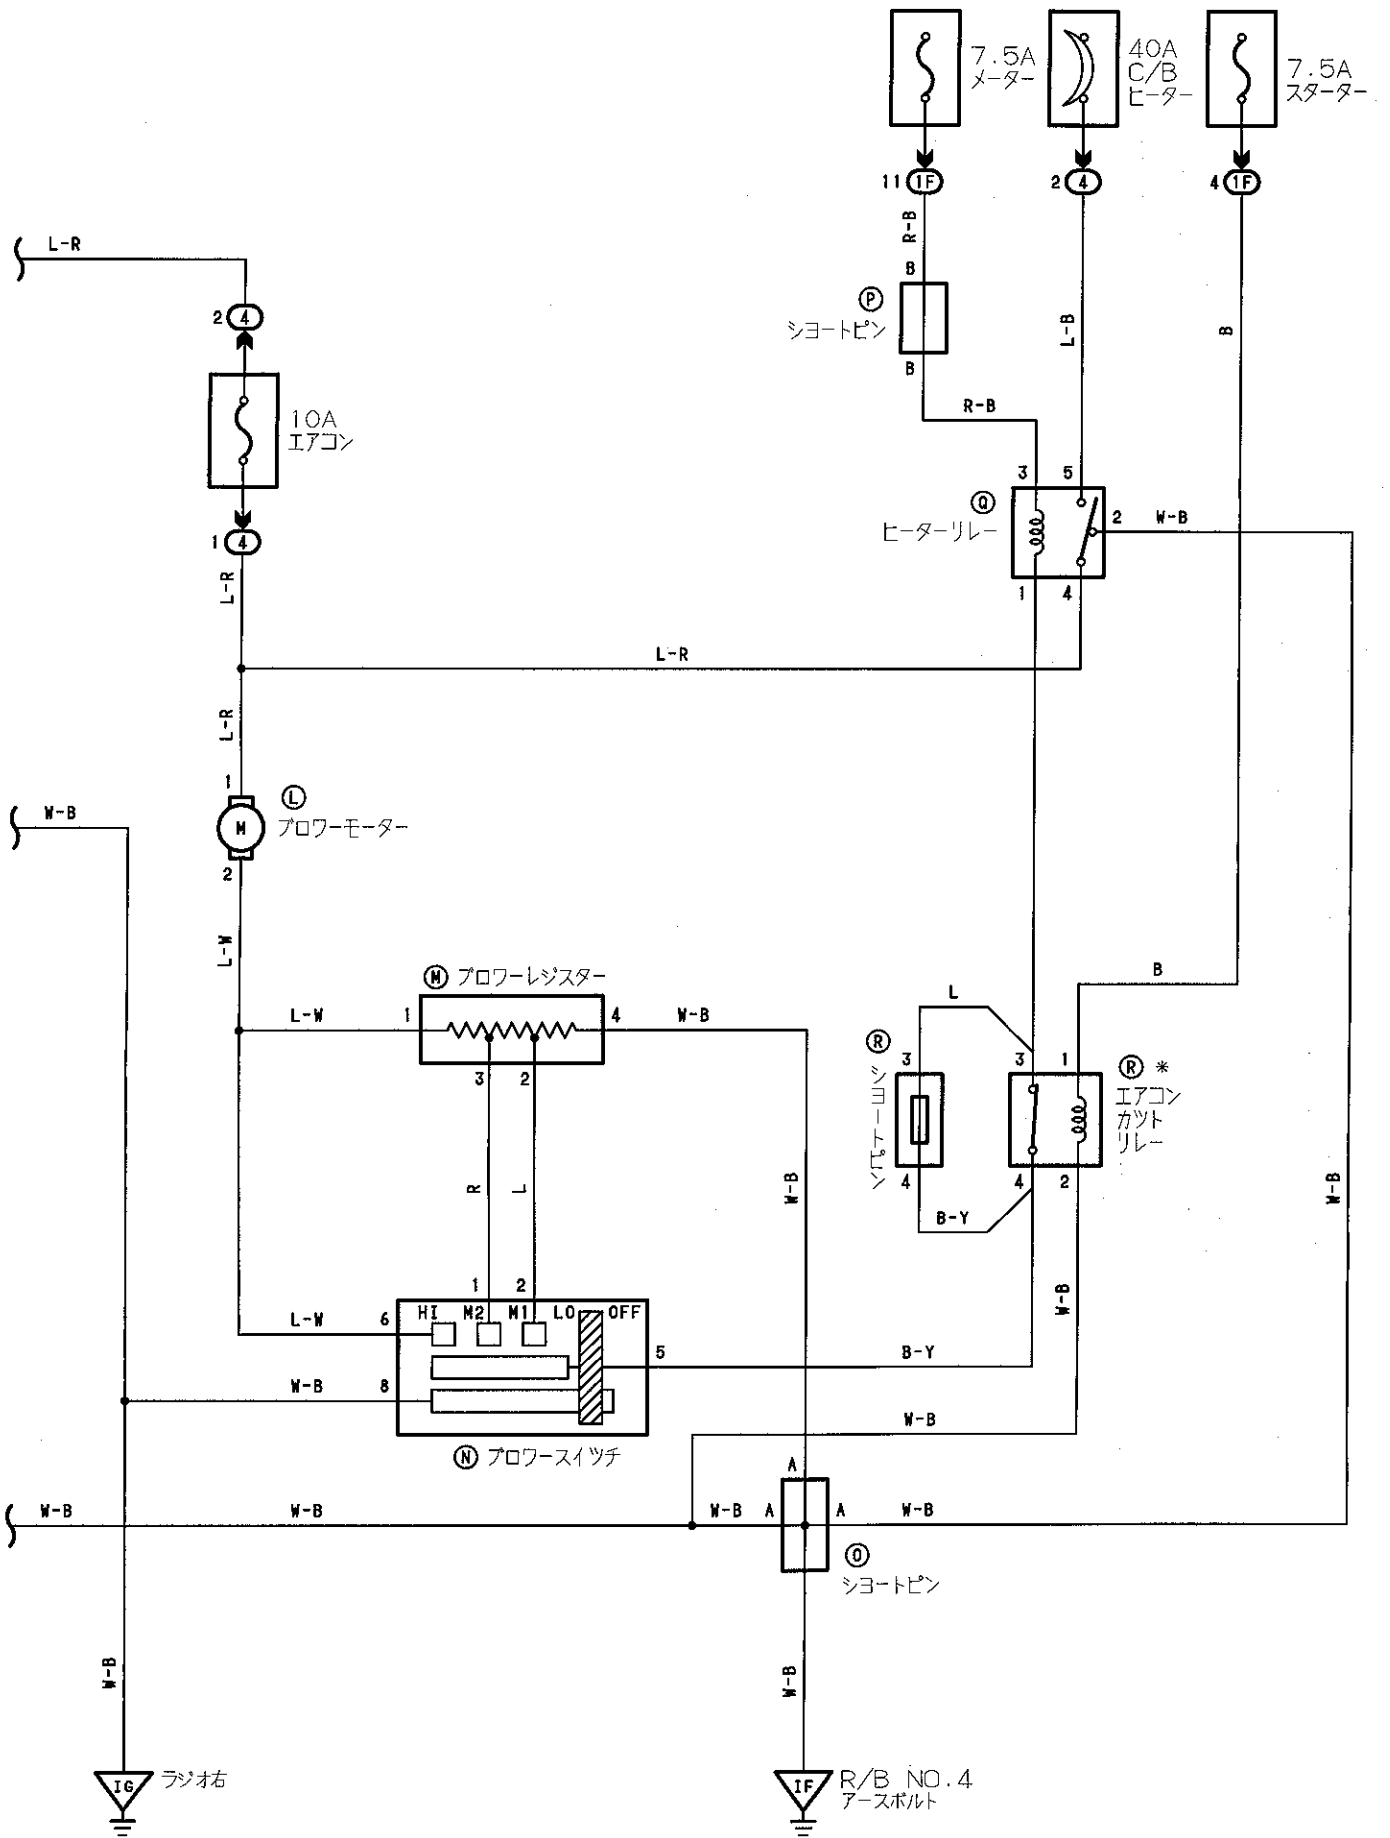 7.5A
メーター
40A
C/B
ヒーター
7.5A
スターター
11 1F
2 4
4 1F
R-B
L-R
B
P
ショートピン
L-B
B
2 4
B
10A
エアコン
R-B
3 5
Q
ヒーターリレー
2 W-B
1 4
1 4
L-R
L-R
L-R
1
L
ブロワーモーター
M
W-B
2
L-W
M ブロワーレジスター
B
L
L-W 1
4 W-B
3 2
R
ショートピン
3
4
3 1
R *
エアコン
カット
リレー
4 2
R
L
W-B
W-B
B-Y
W-B
1 2
HI M2 M1 LO OFF
L-W 6
5 B-Y
W-B 8
W-B
N ブロワースイッチ
A
W-B
W-B
W-B A
A W-B
O
ショートピン
W-B
W-B
IG ラジオ右
IF R/B NO.4
アースボルト